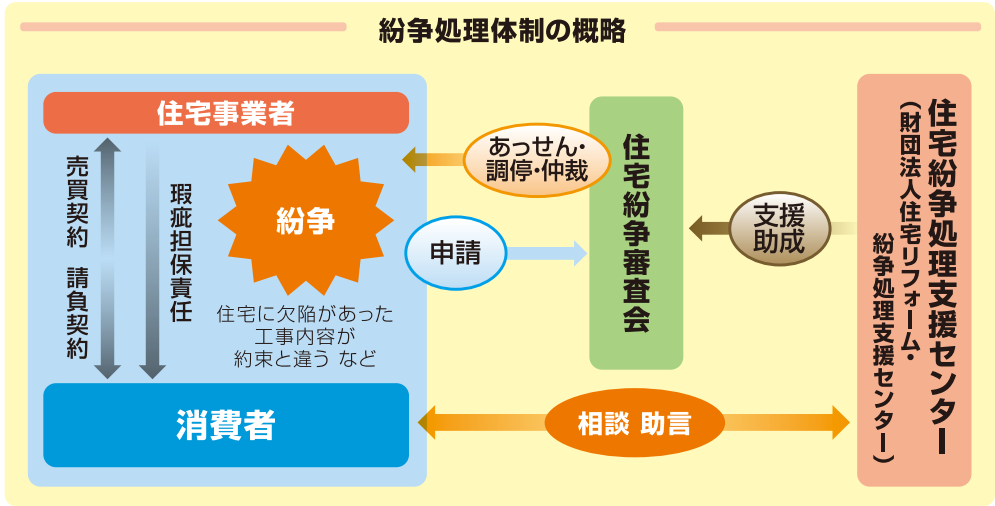 紛争処理体制の概略
住宅事業者
売買契約 請負契約
瑕疵担保責任
紛争
住宅に欠陥があった
工事内容が
約束と違う など
消費者
あっせん・
調停・仲裁
申請
住宅紛争審査会
支援
助成
相談 助言
住宅紛争処理支援センター
(財団法人住宅リフォーム・
紛争処理支援センター)